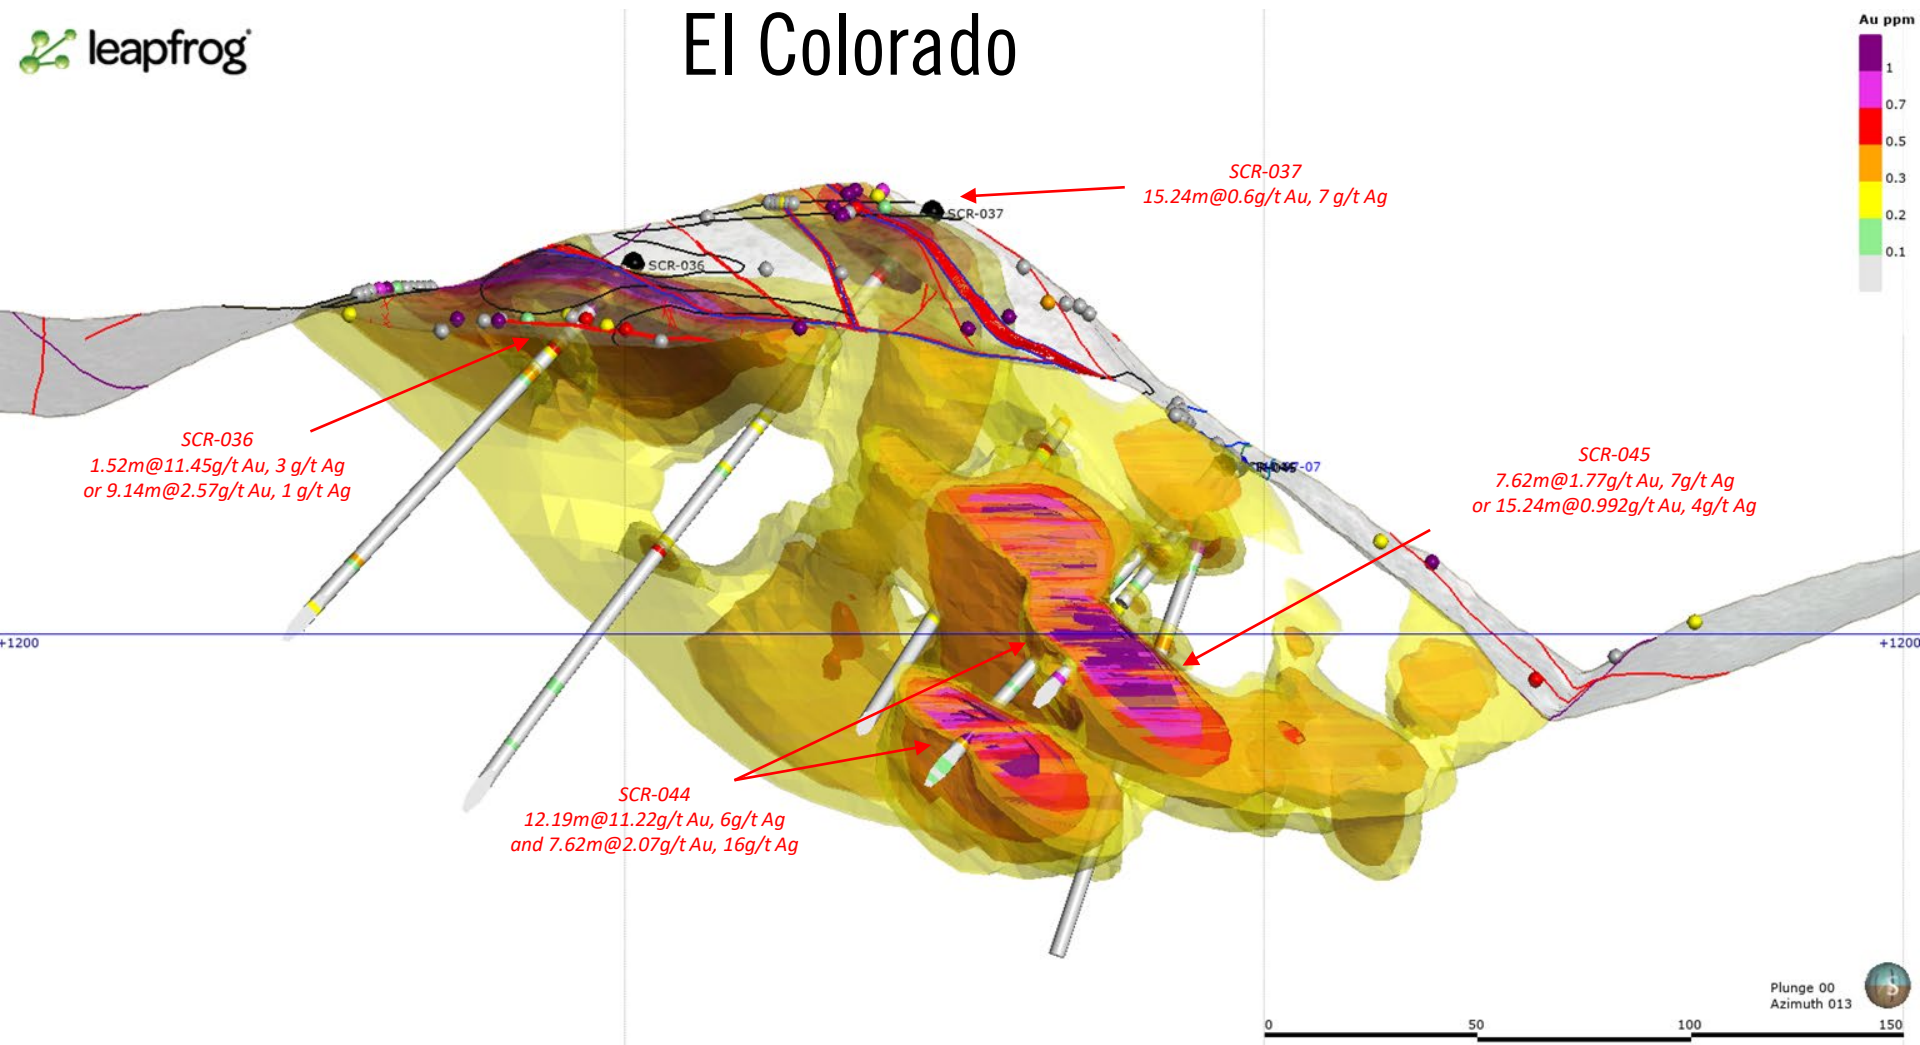 leapfrog
El Colorado
Au ppm
1
0.7
0.5
0.3
0.2
0.1
SCR-037
15.24m@0.6g/t Au, 7 g/t Ag
SCR-037
SCR-036
SCR-036
1.52m@11.45g/t Au, 3 g/t Ag
or 9.14m@2.57g/t Au, 1 g/t Ag
SCR-045
7.62m@1.77g/t Au, 7g/t Ag
or 15.24m@0.992g/t Au, 4g/t Ag
+1200
+1200
SCR-044
12.19m@11.22g/t Au, 6g/t Ag
and 7.62m@2.07g/t Au, 16g/t Ag
Plunge 00
Azimuth 013
S
0
50
100
150